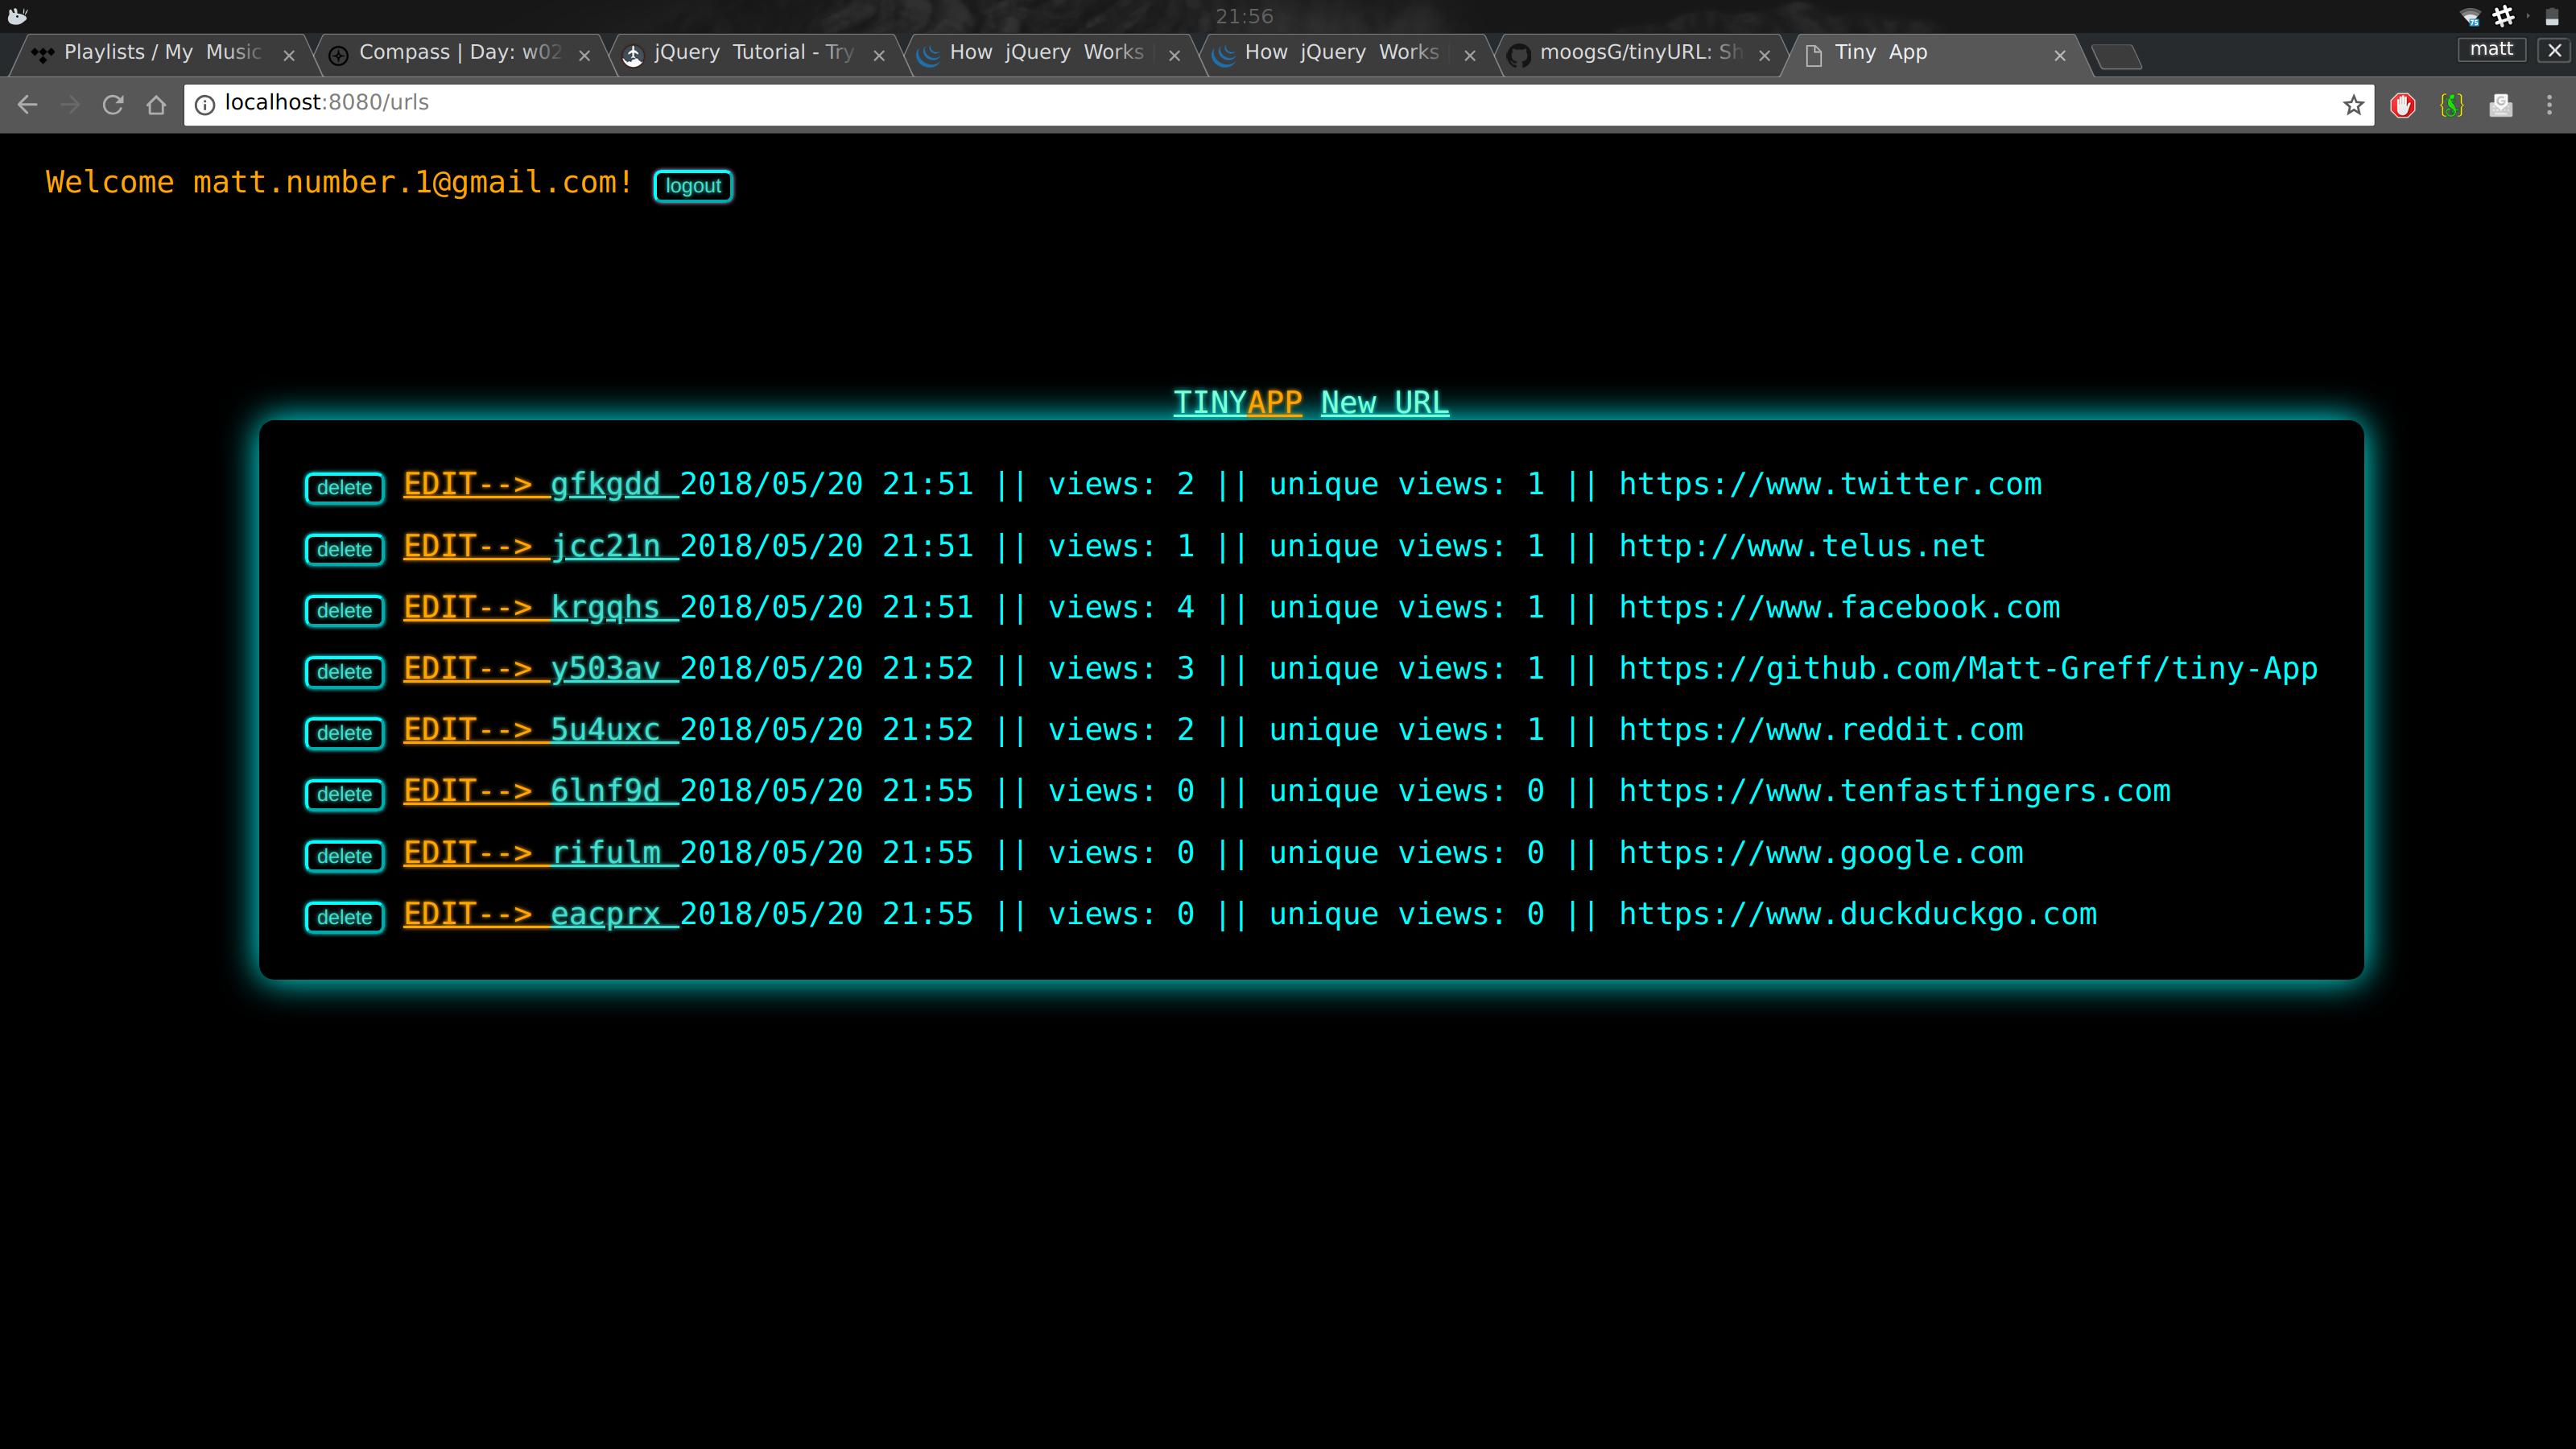 21:56
Playlists / My Music
Compass | Day: w02
jQuery Tutorial - Try
How jQuery Works
How jQuery Works
moogsG/tinyURL: Sh
Tiny App
matt
localhost:8080/urls
Welcome matt.number.1@gmail.com! logout
TINYAPP New URL
delete EDIT--> gfkgdd 2018/05/20 21:51 || views: 2 || unique views: 1 || https://www.twitter.com
delete EDIT--> jcc21n 2018/05/20 21:51 || views: 1 || unique views: 1 || http://www.telus.net
delete EDIT--> krgqhs 2018/05/20 21:51 || views: 4 || unique views: 1 || https://www.facebook.com
delete EDIT--> y503av 2018/05/20 21:52 || views: 3 || unique views: 1 || https://github.com/Matt-Greff/tiny-App
delete EDIT--> 5u4uxc 2018/05/20 21:52 || views: 2 || unique views: 1 || https://www.reddit.com
delete EDIT--> 6lnf9d 2018/05/20 21:55 || views: 0 || unique views: 0 || https://www.tenfastfingers.com
delete EDIT--> rifulm 2018/05/20 21:55 || views: 0 || unique views: 0 || https://www.google.com
delete EDIT--> eacprx 2018/05/20 21:55 || views: 0 || unique views: 0 || https://www.duckduckgo.com